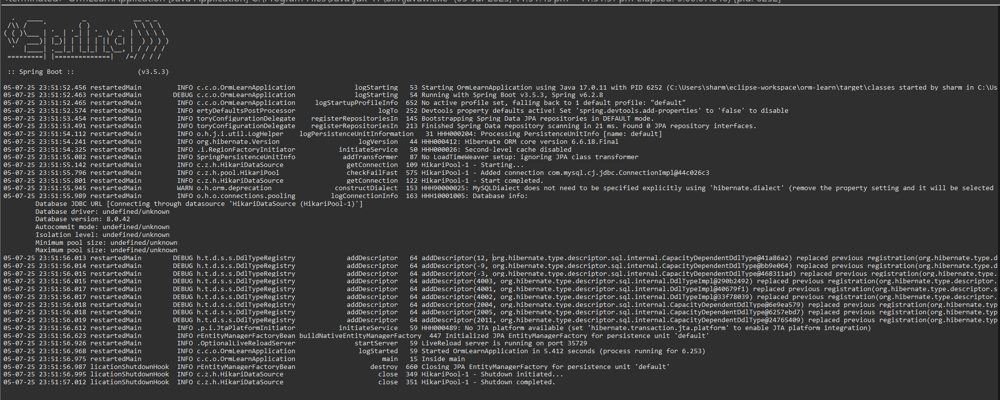 <terminated> OrmLearnApplication [Java Application] C:\Program Files\Java\jdk-17\bin\javaw.exe (05-Jul-2025, 11:51:49 pm – 11:51:57 pm elapsed: 0:00:07.840) [pid: 6252]
  .   ____          _            __ _ _
 /\\ / ___'_ __ _ _(_)_ __  __ _ \ \ \ \
( ( )\___ | '_ | '_| | '_ \/ _` | \ \ \ \
 \\/  ___)| |_)| | | | | || (_| |  ) ) ) )
  '  |____| .__|_| |_|_| |_\__, | / / / /
 =========|_|==============|___/=/_/_/_/
 :: Spring Boot ::                (v3.5.3)
05-07-25 23:51:52.456 restartedMain         INFO c.c.o.OrmLearnApplication               logStarting   53 Starting OrmLearnApplication using Java 17.0.11 with PID 6252 (C:\Users\sharm\eclipse-workspace\orm-learn\target\classes started by sharm in C:\Us
05-07-25 23:51:52.463 restartedMain        DEBUG c.c.o.OrmLearnApplication               logStarting   54 Running with Spring Boot v3.5.3, Spring v6.2.8
05-07-25 23:51:52.465 restartedMain         INFO c.c.o.OrmLearnApplication     logStartupProfileInfo  652 No active profile set, falling back to 1 default profile: "default"
05-07-25 23:51:52.574 restartedMain         INFO ertyDefaultsPostProcessor                     logTo  252 Devtools property defaults active! Set 'spring.devtools.add-properties' to 'false' to disable
05-07-25 23:51:53.454 restartedMain         INFO toryConfigurationDelegate    registerRepositoriesIn  145 Bootstrapping Spring Data JPA repositories in DEFAULT mode.
05-07-25 23:51:53.491 restartedMain         INFO toryConfigurationDelegate    registerRepositoriesIn  213 Finished Spring Data repository scanning in 21 ms. Found 0 JPA repository interfaces.
05-07-25 23:51:54.112 restartedMain         INFO o.h.j.i.util.LogHelper    logPersistenceUnitInformation   31 HHH000204: Processing PersistenceUnitInfo [name: default]
05-07-25 23:51:54.241 restartedMain         INFO org.hibernate.Version                    logVersion   44 HHH000412: Hibernate ORM core version 6.6.18.Final
05-07-25 23:51:54.325 restartedMain         INFO .i.RegionFactoryInitiator           initiateService   50 HHH000026: Second-level cache disabled
05-07-25 23:51:55.082 restartedMain         INFO SpringPersistenceUnitInfo            addTransformer   87 No LoadTimeWeaver setup: ignoring JPA class transformer
05-07-25 23:51:55.142 restartedMain         INFO c.z.h.HikariDataSource                getConnection  109 HikariPool-1 - Starting...
05-07-25 23:51:55.796 restartedMain         INFO c.z.h.pool.HikariPool                 checkFailFast  575 HikariPool-1 - Added connection com.mysql.cj.jdbc.ConnectionImpl@44c026c3
05-07-25 23:51:55.801 restartedMain         INFO c.z.h.HikariDataSource                getConnection  122 HikariPool-1 - Start completed.
05-07-25 23:51:55.945 restartedMain         WARN o.h.orm.deprecation                constructDialect  153 HHH90000025: MySQLDialect does not need to be specified explicitly using 'hibernate.dialect' (remove the property setting and it will be selected
05-07-25 23:51:55.989 restartedMain         INFO o.h.o.connections.pooling         logConnectionInfo  163 HHH10001005: Database info:
Database JDBC URL [Connecting through datasource 'HikariDataSource (HikariPool-1)']
Database driver: undefined/unknown
Database version: 8.0.42
Autocommit mode: undefined/unknown
Isolation level: undefined/unknown
Minimum pool size: undefined/unknown
Maximum pool size: undefined/unknown
05-07-25 23:51:56.013 restartedMain        DEBUG h.t.d.s.s.DdlTypeRegistry             addDescriptor   64 addDescriptor(12, org.hibernate.type.descriptor.sql.internal.CapacityDependentDdlType@41a86a2) replaced previous registration(org.hibernate.type.d
05-07-25 23:51:56.014 restartedMain        DEBUG h.t.d.s.s.DdlTypeRegistry             addDescriptor   64 addDescriptor(-9, org.hibernate.type.descriptor.sql.internal.CapacityDependentDdlType@bb9e064) replaced previous registration(org.hibernate.type.d
05-07-25 23:51:56.015 restartedMain        DEBUG h.t.d.s.s.DdlTypeRegistry             addDescriptor   64 addDescriptor(-3, org.hibernate.type.descriptor.sql.internal.CapacityDependentDdlType@468311ad) replaced previous registration(org.hibernate.type.
05-07-25 23:51:56.015 restartedMain        DEBUG h.t.d.s.s.DdlTypeRegistry             addDescriptor   64 addDescriptor(4003, org.hibernate.type.descriptor.sql.internal.DdlTypeImpl@290b2492) replaced previous registration(org.hibernate.type.descriptor.
05-07-25 23:51:56.017 restartedMain        DEBUG h.t.d.s.s.DdlTypeRegistry             addDescriptor   64 addDescriptor(4001, org.hibernate.type.descriptor.sql.internal.DdlTypeImpl@40679f1) replaced previous registration(org.hibernate.type.descriptor.s
05-07-25 23:51:56.017 restartedMain        DEBUG h.t.d.s.s.DdlTypeRegistry             addDescriptor   64 addDescriptor(4002, org.hibernate.type.descriptor.sql.internal.DdlTypeImpl@33f78039) replaced previous registration(org.hibernate.type.descriptor.
05-07-25 23:51:56.018 restartedMain        DEBUG h.t.d.s.s.DdlTypeRegistry             addDescriptor   64 addDescriptor(2004, org.hibernate.type.descriptor.sql.internal.CapacityDependentDdlType@6e9ea579) replaced previous registration(org.hibernate.typ
05-07-25 23:51:56.018 restartedMain        DEBUG h.t.d.s.s.DdlTypeRegistry             addDescriptor   64 addDescriptor(2005, org.hibernate.type.descriptor.sql.internal.CapacityDependentDdlType@6257ebd7) replaced previous registration(org.hibernate.typ
05-07-25 23:51:56.019 restartedMain        DEBUG h.t.d.s.s.DdlTypeRegistry             addDescriptor   64 addDescriptor(2011, org.hibernate.type.descriptor.sql.internal.CapacityDependentDdlType@24765409) replaced previous registration(org.hibernate.typ
05-07-25 23:51:56.612 restartedMain         INFO .p.i.JtaPlatformInitiator           initiateService   59 HHH000489: No JTA platform available (set 'hibernate.transaction.jta.platform' to enable JTA platform integration)
05-07-25 23:51:56.623 restartedMain         INFO rEntityManagerFactoryBean buildNativeEntityManagerFactory  447 Initialized JPA EntityManagerFactory for persistence unit 'default'
05-07-25 23:51:56.926 restartedMain         INFO .OptionalLiveReloadServer               startServer   59 LiveReload server is running on port 35729
05-07-25 23:51:56.968 restartedMain         INFO c.c.o.OrmLearnApplication                logStarted   59 Started OrmLearnApplication in 5.412 seconds (process running for 6.253)
05-07-25 23:51:56.975 restartedMain         INFO c.c.o.OrmLearnApplication                      main   15 Inside main
05-07-25 23:51:56.987 licationShutdownHook  INFO rEntityManagerFactoryBean                   destroy  660 Closing JPA EntityManagerFactory for persistence unit 'default'
05-07-25 23:51:56.995 licationShutdownHook  INFO c.z.h.HikariDataSource                        close  349 HikariPool-1 - Shutdown initiated...
05-07-25 23:51:57.012 licationShutdownHook  INFO c.z.h.HikariDataSource                        close  351 HikariPool-1 - Shutdown completed.